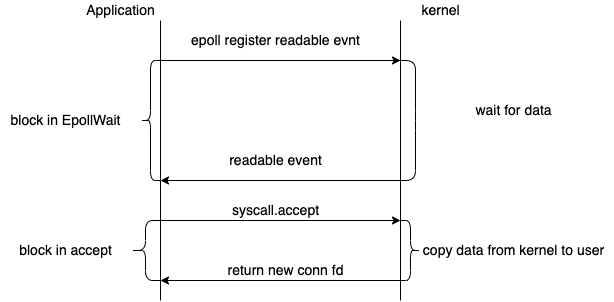 Application
kernel
epoll register readable evnt
block in EpollWait
wait for data
readable event
syscall.accept
block in accept
copy data from kernel to user
return new conn fd